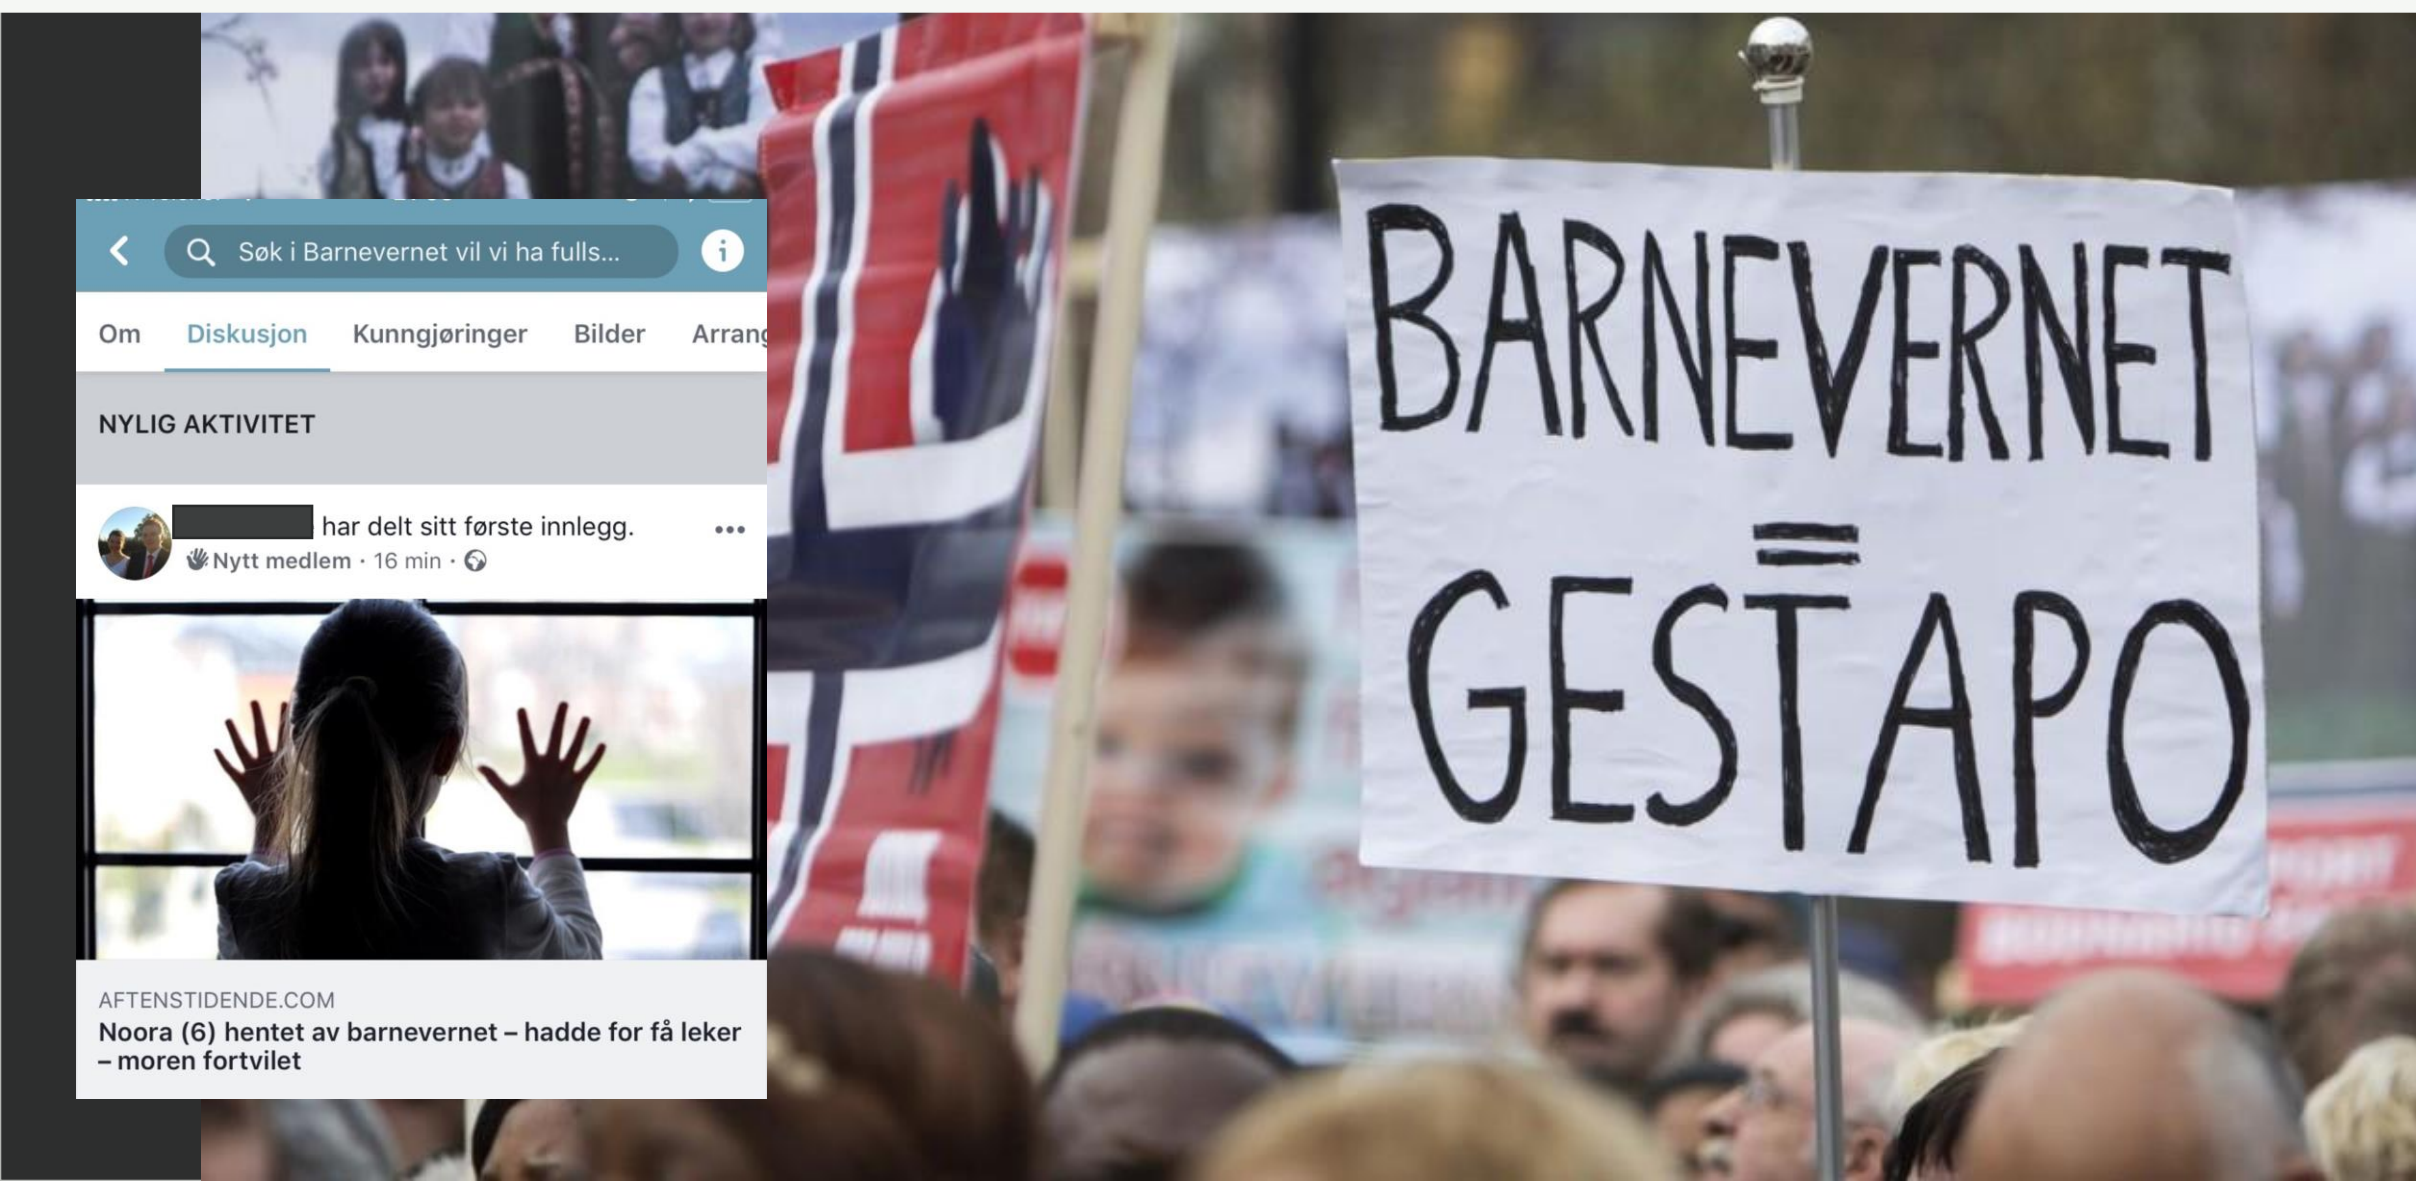 Søk i Barnevernet vil vi ha fulls...
Om Diskusjon Kunngjøringer Bilder Arrang
NYLIG AKTIVITET
har delt sitt første innlegg.
Nytt medlem · 16 min ·
AFTENSTIDENDE.COM
Noora (6) hentet av barnevernet – hadde for få leker
– moren fortvilet
BARNEVERNET
=
GESTAPO